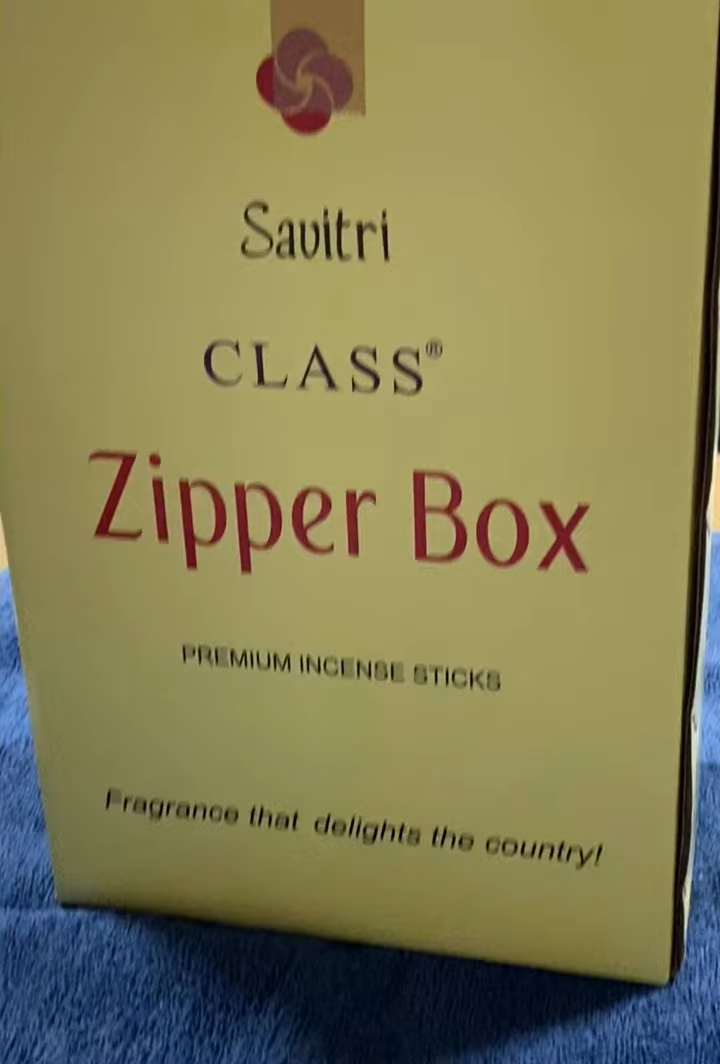 Savitri
CLASS®
Zipper Box
PREMIUM INCENSE STICKS
Fragrance that delights the country!